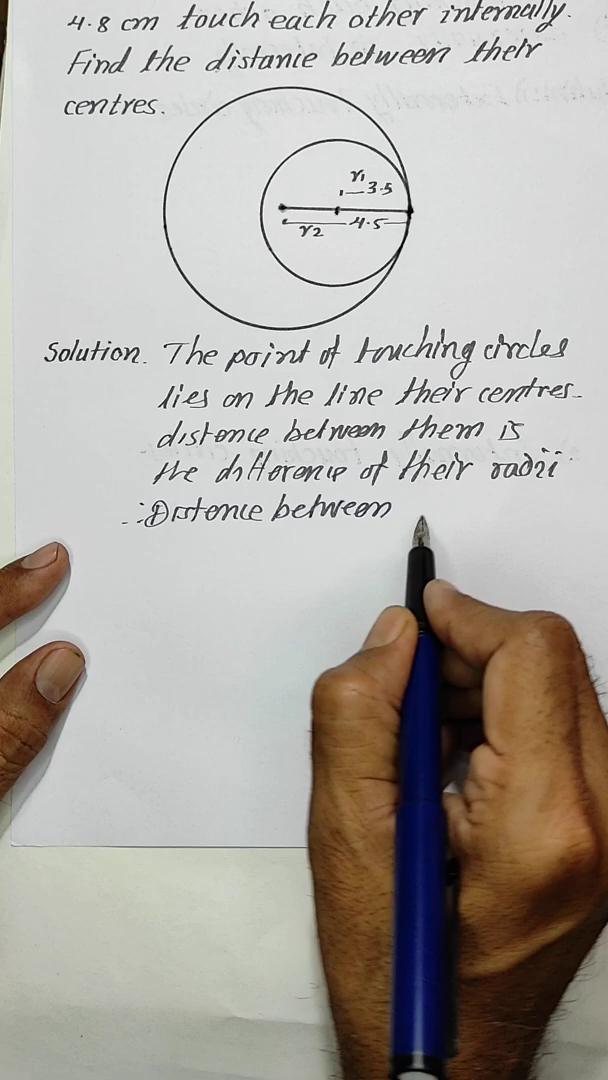 4.8 cm touch each other internally.
Find the distance between their
centres.
r1
3.5
r2
4.5
Solution. The point of touching circles
lies on the line their centres.
distence between them is
the difference of their radii
∴ Distence between